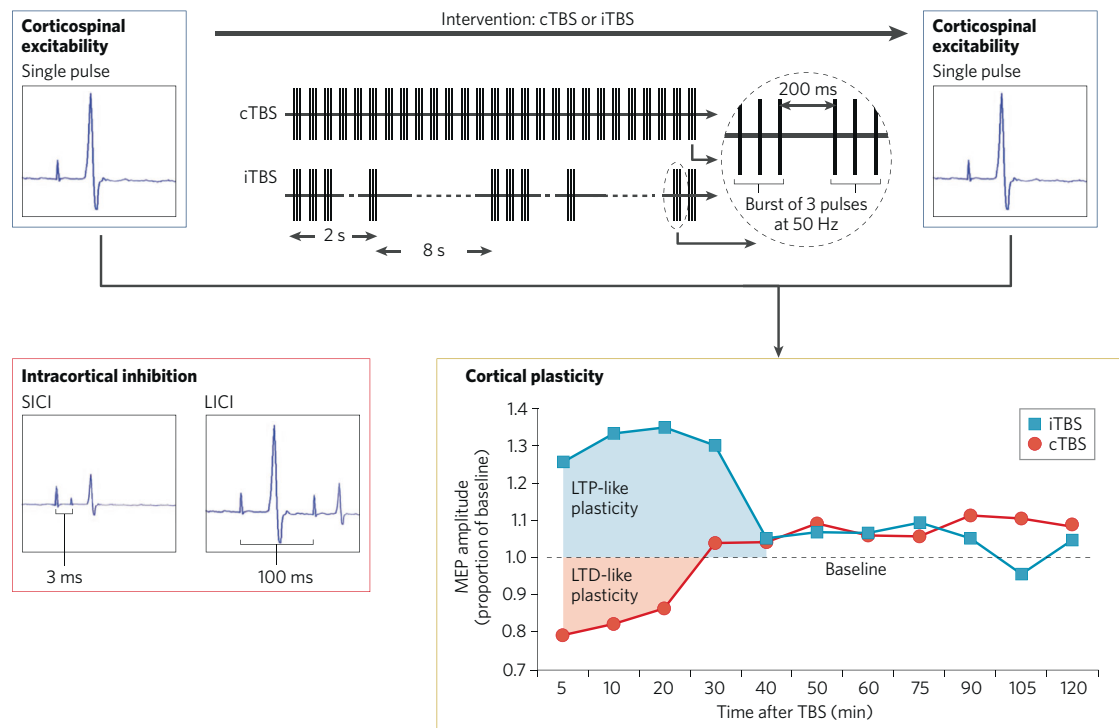 Corticospinal
excitability
Single pulse
Intervention: cTBS or iTBS
cTBS
iTBS
2 s
8 s
200 ms
Burst of 3 pulses
at 50 Hz
Corticospinal
excitability
Single pulse
Intracortical inhibition
SICI
LICI
3 ms
100 ms
Cortical plasticity
MEP amplitude
(proportion of baseline)
1.4
1.3
1.2
1.1
1.0
0.9
0.8
0.7
iTBS
cTBS
LTP-like
plasticity
LTD-like
plasticity
Baseline
5 10 20 30 40 50 60 75 90 105 120
Time after TBS (min)